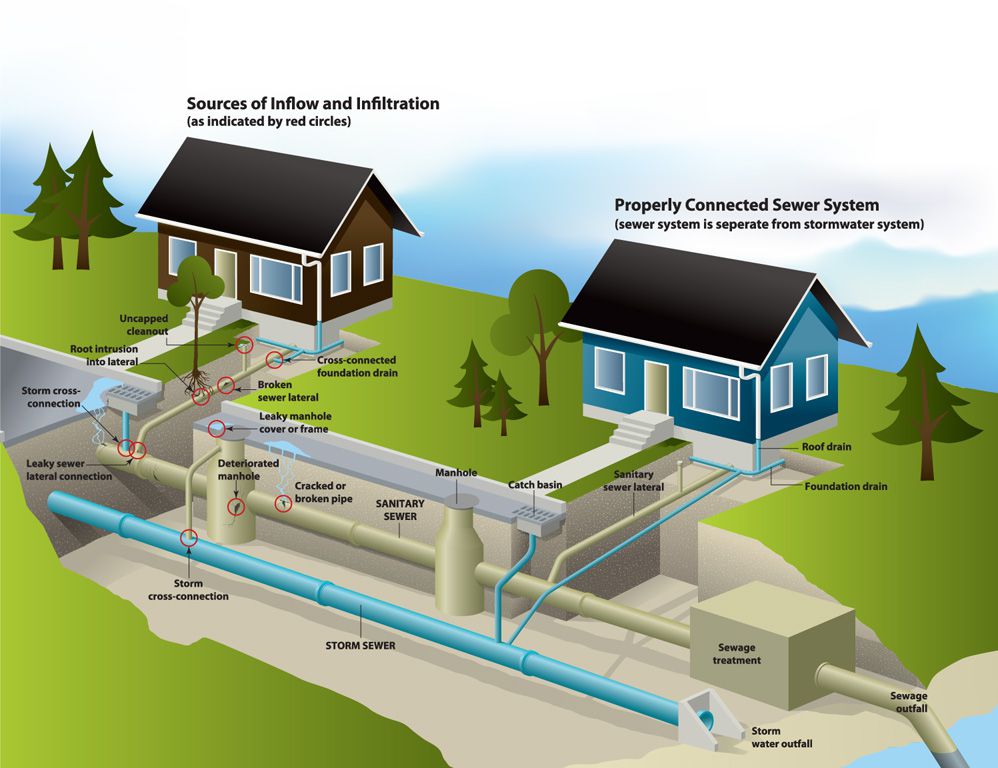 Sources of Inflow and Infiltration
(as indicated by red circles)
Properly Connected Sewer System
(sewer system is seperate from stormwater system)
Uncapped
cleanout
Root intrusion
into lateral
Cross-connected
foundation drain
Storm cross-
connection
Broken
sewer lateral
Leaky manhole
cover or frame
Leaky sewer
lateral connection
Deteriorated
manhole
Cracked or
broken pipe
SANITARY
SEWER
Manhole
Catch basin
Sanitary
sewer lateral
Roof drain
Foundation drain
Storm
cross-connection
STORM SEWER
Sewage
treatment
Sewage
outfall
Storm
water outfall